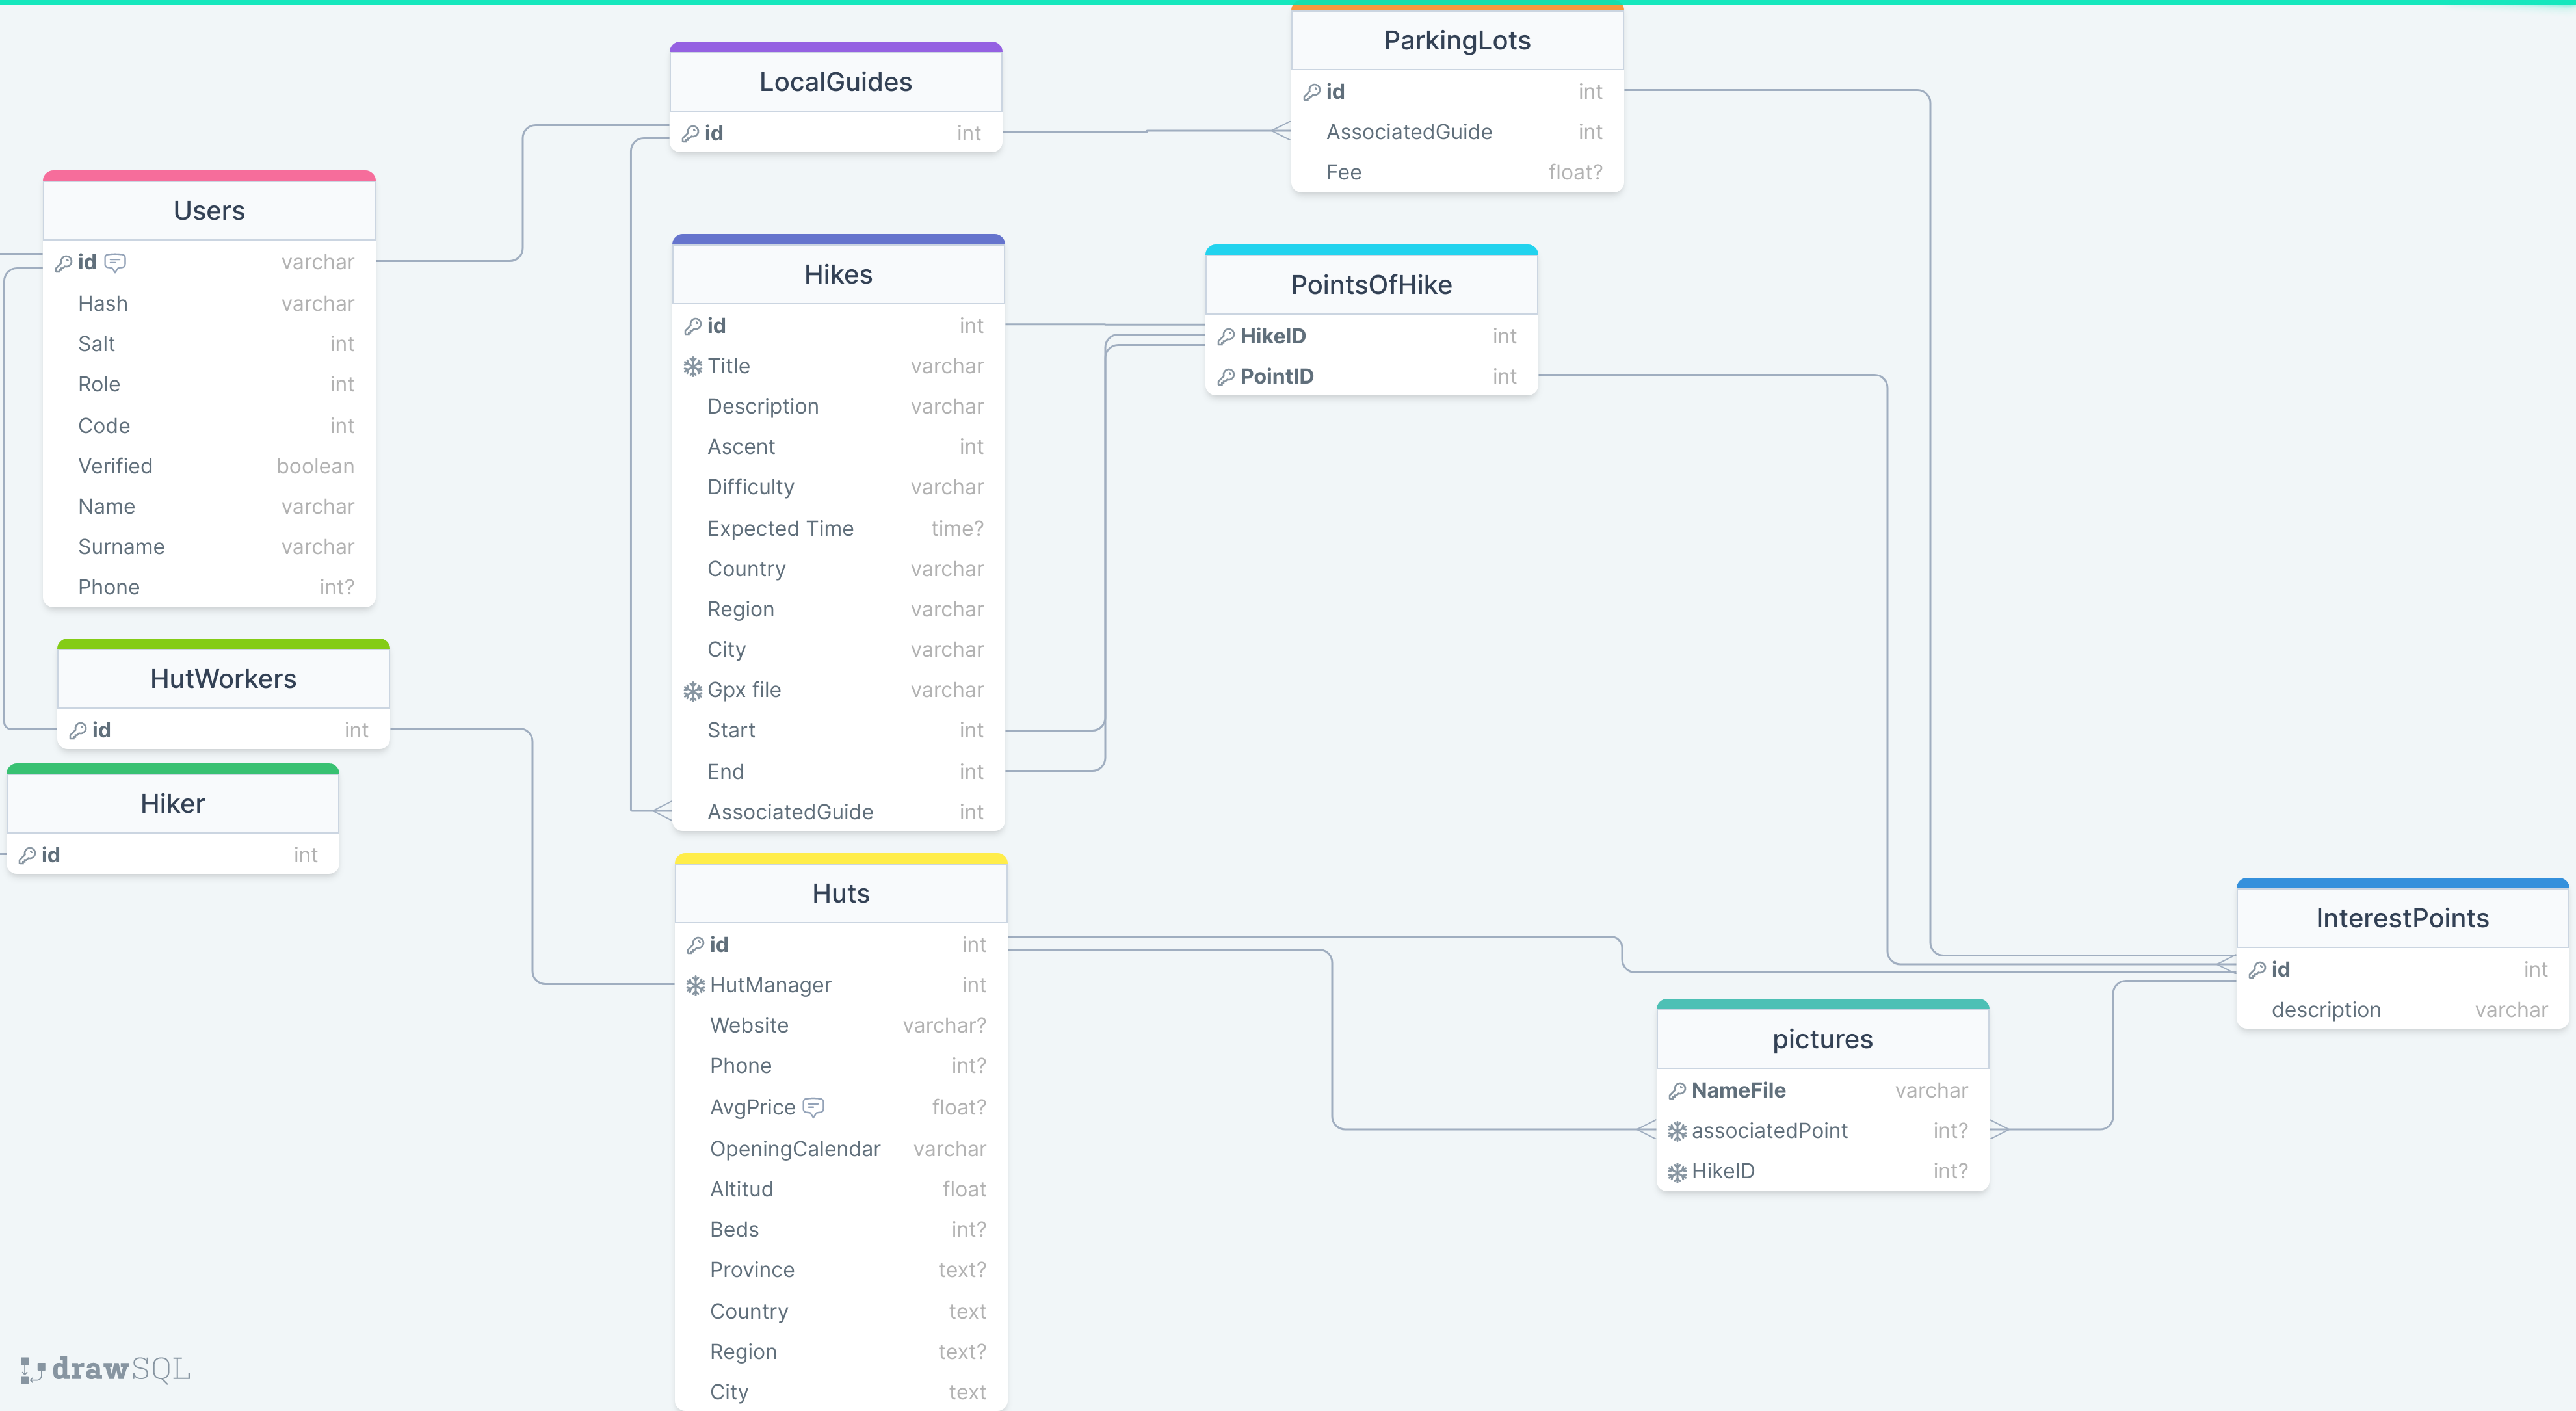 LocalGuides
id int
ParkingLots
id int
AssociatedGuide int
Fee float?
Users
id varchar
Hash varchar
Salt int
Role int
Code int
Verified boolean
Name varchar
Surname varchar
Phone int?
Hikes
id int
Title varchar
Description varchar
Ascent int
Difficulty varchar
Expected Time time?
Country varchar
Region varchar
City varchar
Gpx file varchar
Start int
End int
AssociatedGuide int
PointsOfHike
HikeID int
PointID int
HutWorkers
id int
Hiker
id int
Huts
id int
HutManager int
Website varchar?
Phone int?
AvgPrice float?
OpeningCalendar varchar
Altitud float
Beds int?
Province text?
Country text
Region text?
City text
InterestPoints
id int
description varchar
pictures
NameFile varchar
associatedPoint int?
HikeID int?
drawSQL